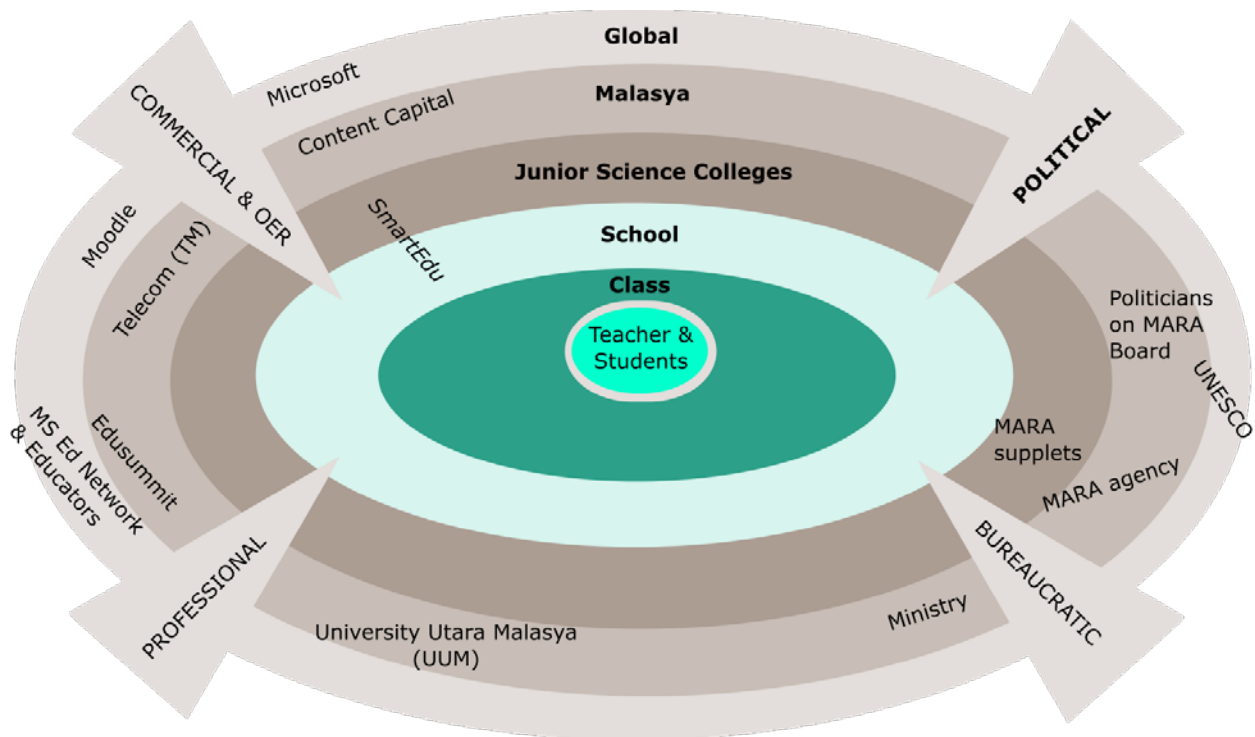 Global
Microsoft
Malasya
Content Capital
COMMERCIAL & OER
POLITICAL
Junior Science Colleges
SmartEdu
School
Moodle
Telecom (TM)
Class
Teacher &
Students
Politicians
on MARA
Board
UNESCO
MS Ed Network
& Educators
Edusummit
MARA
supplets
MARA agency
PROFESSIONAL
BUREAUCRATIC
Ministry
University Utara Malasya
(UUM)